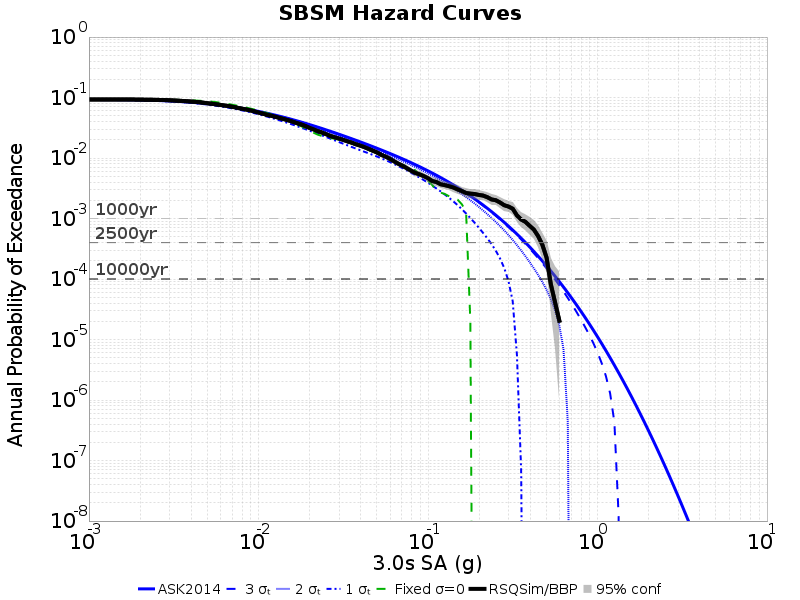 SBSM Hazard Curves
Annual Probability of Exceedance
10^0
10^-1
10^-2
10^-3
10^-4
10^-5
10^-6
10^-7
10^-8
1000yr
2500yr
10000yr
10^-3 10^-2 10^-1 10^0 10^1
3.0s SA (g)
ASK2014 3 σₜ 2 σₜ 1 σₜ Fixed σ=0 RSQSim/BBP 95% conf